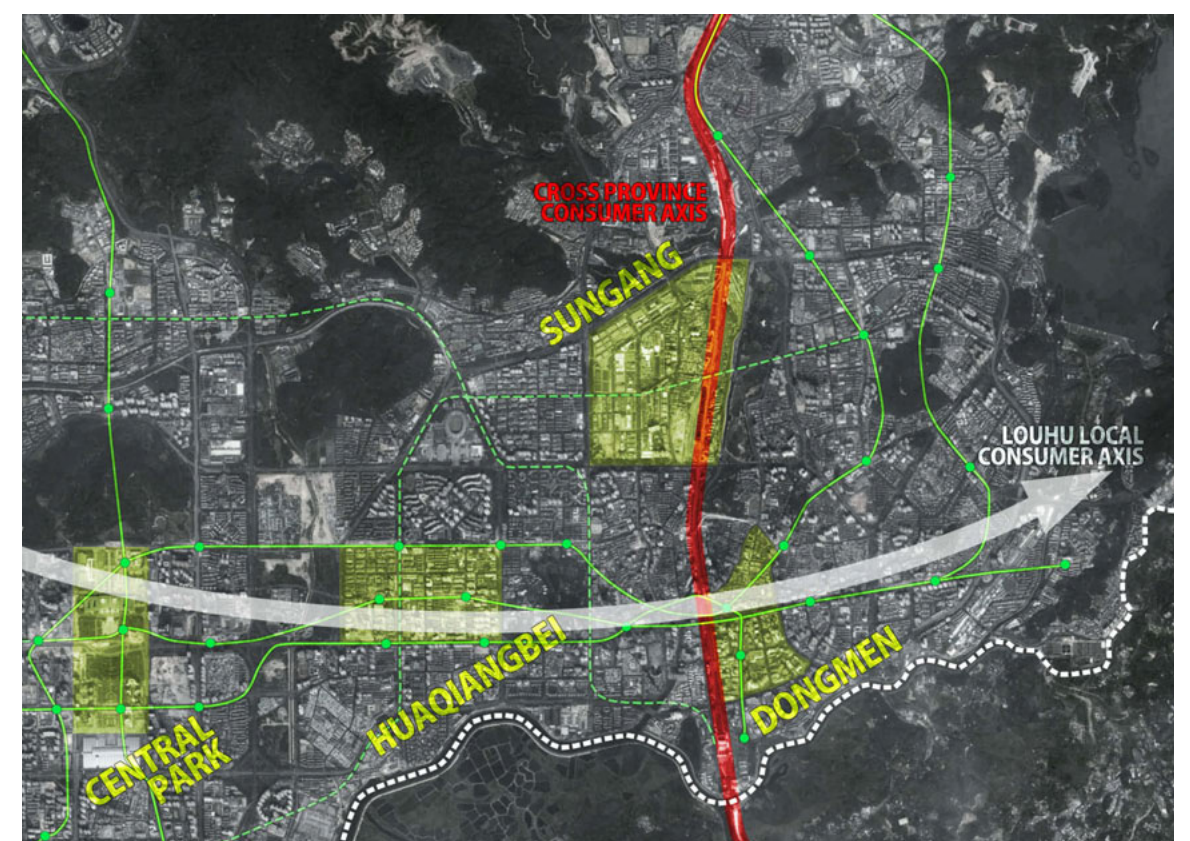 CROSS PROVINCE
CONSUMER AXIS
SUNGANG
LOUHU LOCAL
CONSUMER AXIS
HUAQIANGBEI
DONGMEN
CENTRAL
PARK